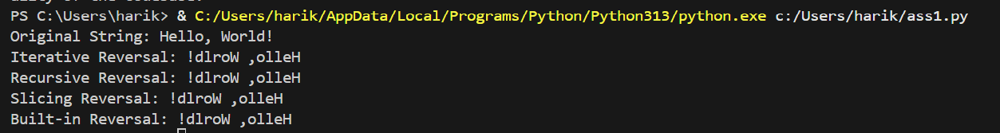 PS C:\Users\harik> & C:/Users/harik/AppData/Local/Programs/Python/Python313/python.exe c:/Users/harik/ass1.py
Original String: Hello, World!
Iterative Reversal: !dlroW ,olleH
Recursive Reversal: !dlroW ,olleH
Slicing Reversal: !dlroW ,olleH
Built-in Reversal: !dlroW ,olleH